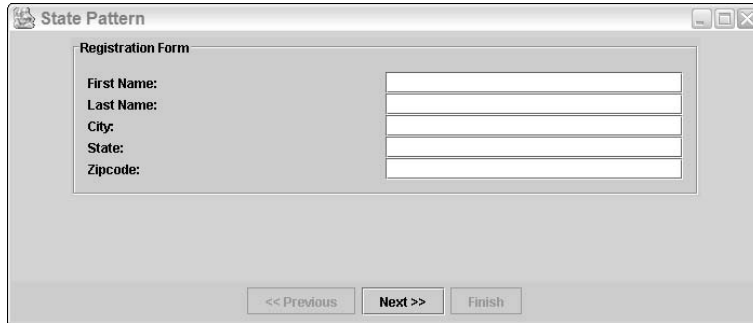 State Pattern
Registration Form
First Name:
Last Name:
City:
State:
Zipcode:
<< Previous Next >> Finish